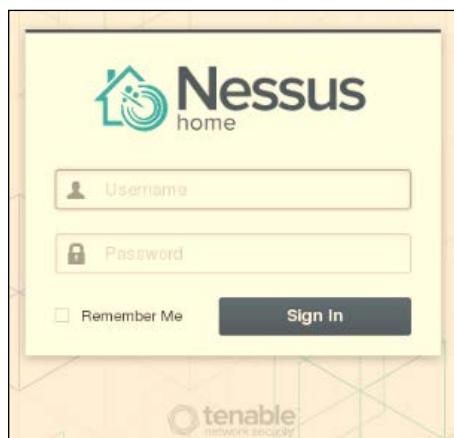 Nessus
home
Username
Password
Remember Me
Sign In
tenable
network security